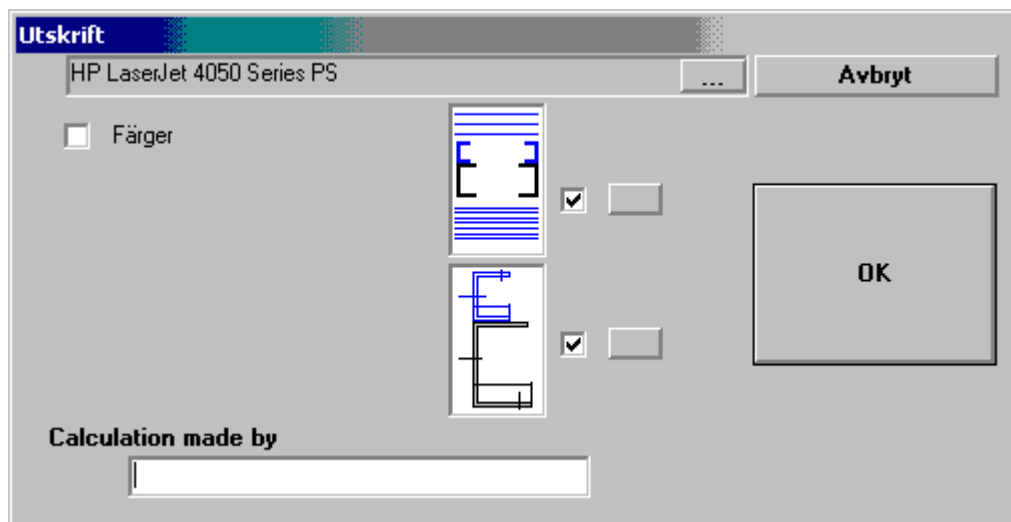 Utskrift
HP LaserJet 4050 Series PS
...
Avbryt
Färger
OK
Calculation made by